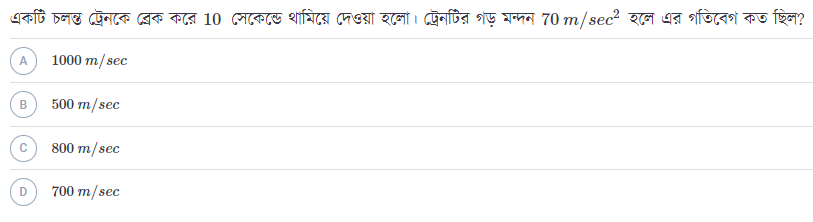 একটি চলন্ত ট্রেনকে ব্রেক করে 10 সেকেন্ডে থামিয়ে দেওয়া হলো। ট্রেনটির গড় মন্দন 70 m/sec² হলে এর গতিবেগ কত ছিল?
A 1000 m/sec
B 500 m/sec
C 800 m/sec
D 700 m/sec